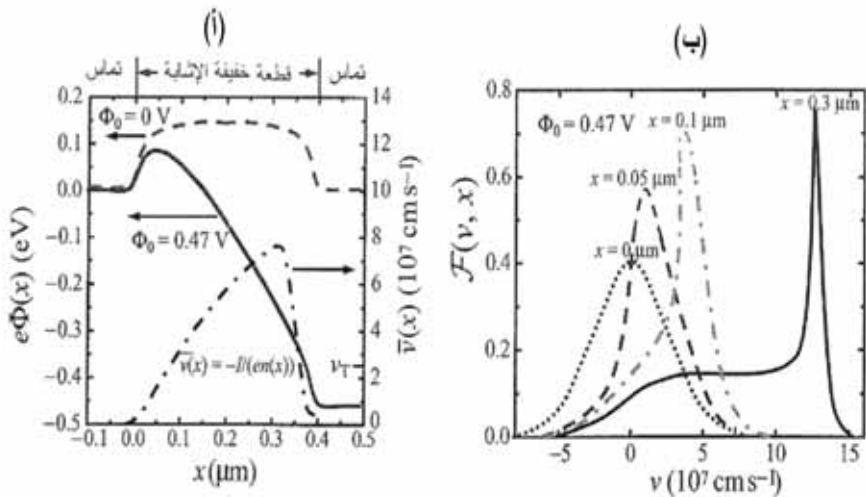 (أ)
تماس
قطعة خفيفة الإشابة
تماس
0.2
0.1
0.0
−0.1
−0.2
−0.3
−0.4
−0.5
eΦ(x) (eV)
Φ₀ = 0 V
Φ₀ = 0.47 V
v̄(x) = −I/(en(x))
v_T
14
12
10
8
6
4
2
0
v̄(x) (10⁷ cm s⁻¹)
−0.1 0.0 0.1 0.2 0.3 0.4 0.5
x (µm)
(ب)
Φ₀ = 0.47 V
x = 0.1 µm
x = 0.3 µm
x = 0.05 µm
x = 0 µm
0.8
0.6
0.4
0.2
0.0
ℱ(v, x)
−5 0 5 10 15
v (10⁷ cm s⁻¹)